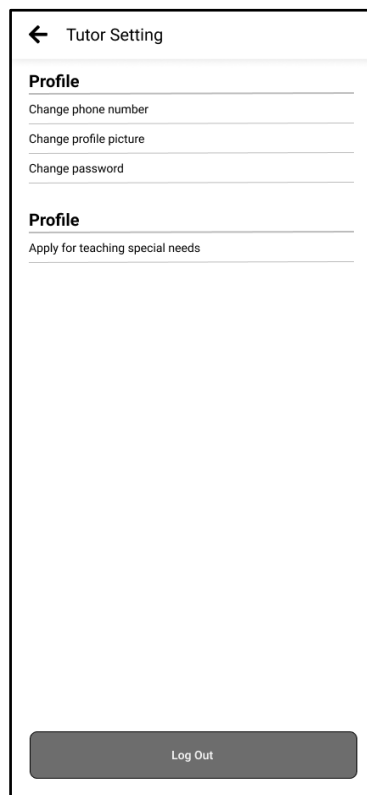 Tutor Setting
Profile
Change phone number
Change profile picture
Change password
Profile
Apply for teaching special needs
Log Out